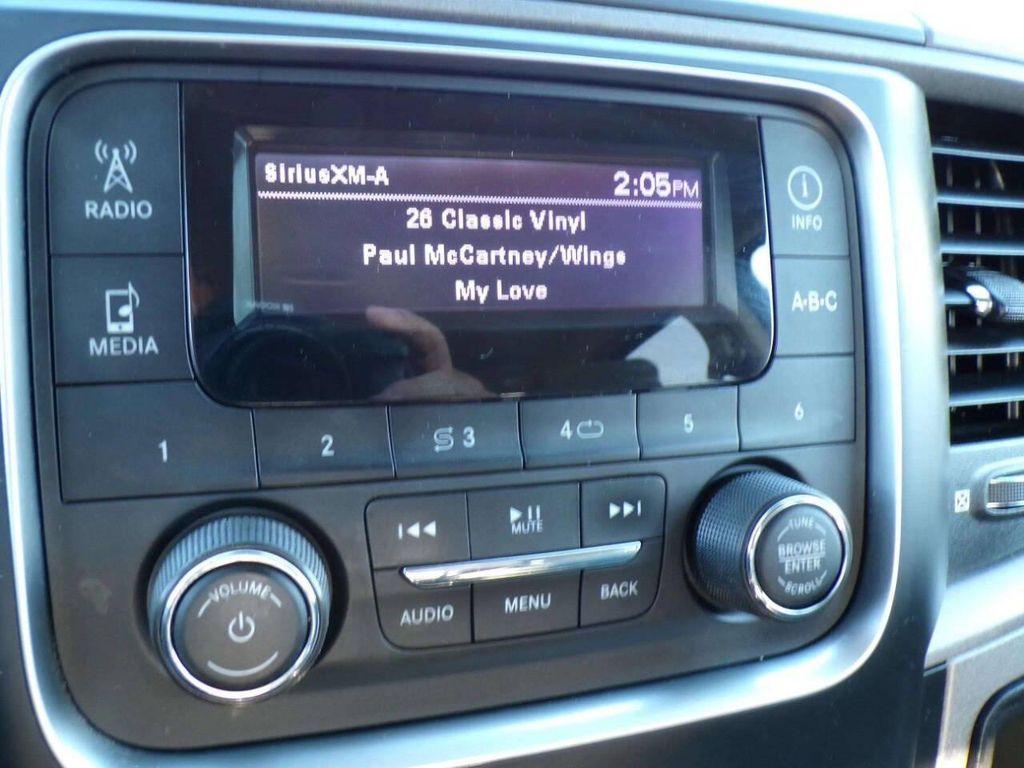 SiriusXM-A 2:05PM
26 Classic Vinyl
Paul McCartney/Wings
My Love
RADIO
MEDIA
INFO
A·B·C
1
2
3
4
5
6
MUTE
AUDIO
MENU
BACK
VOLUME
TUNE
BROWSE
ENTER
SCROLL